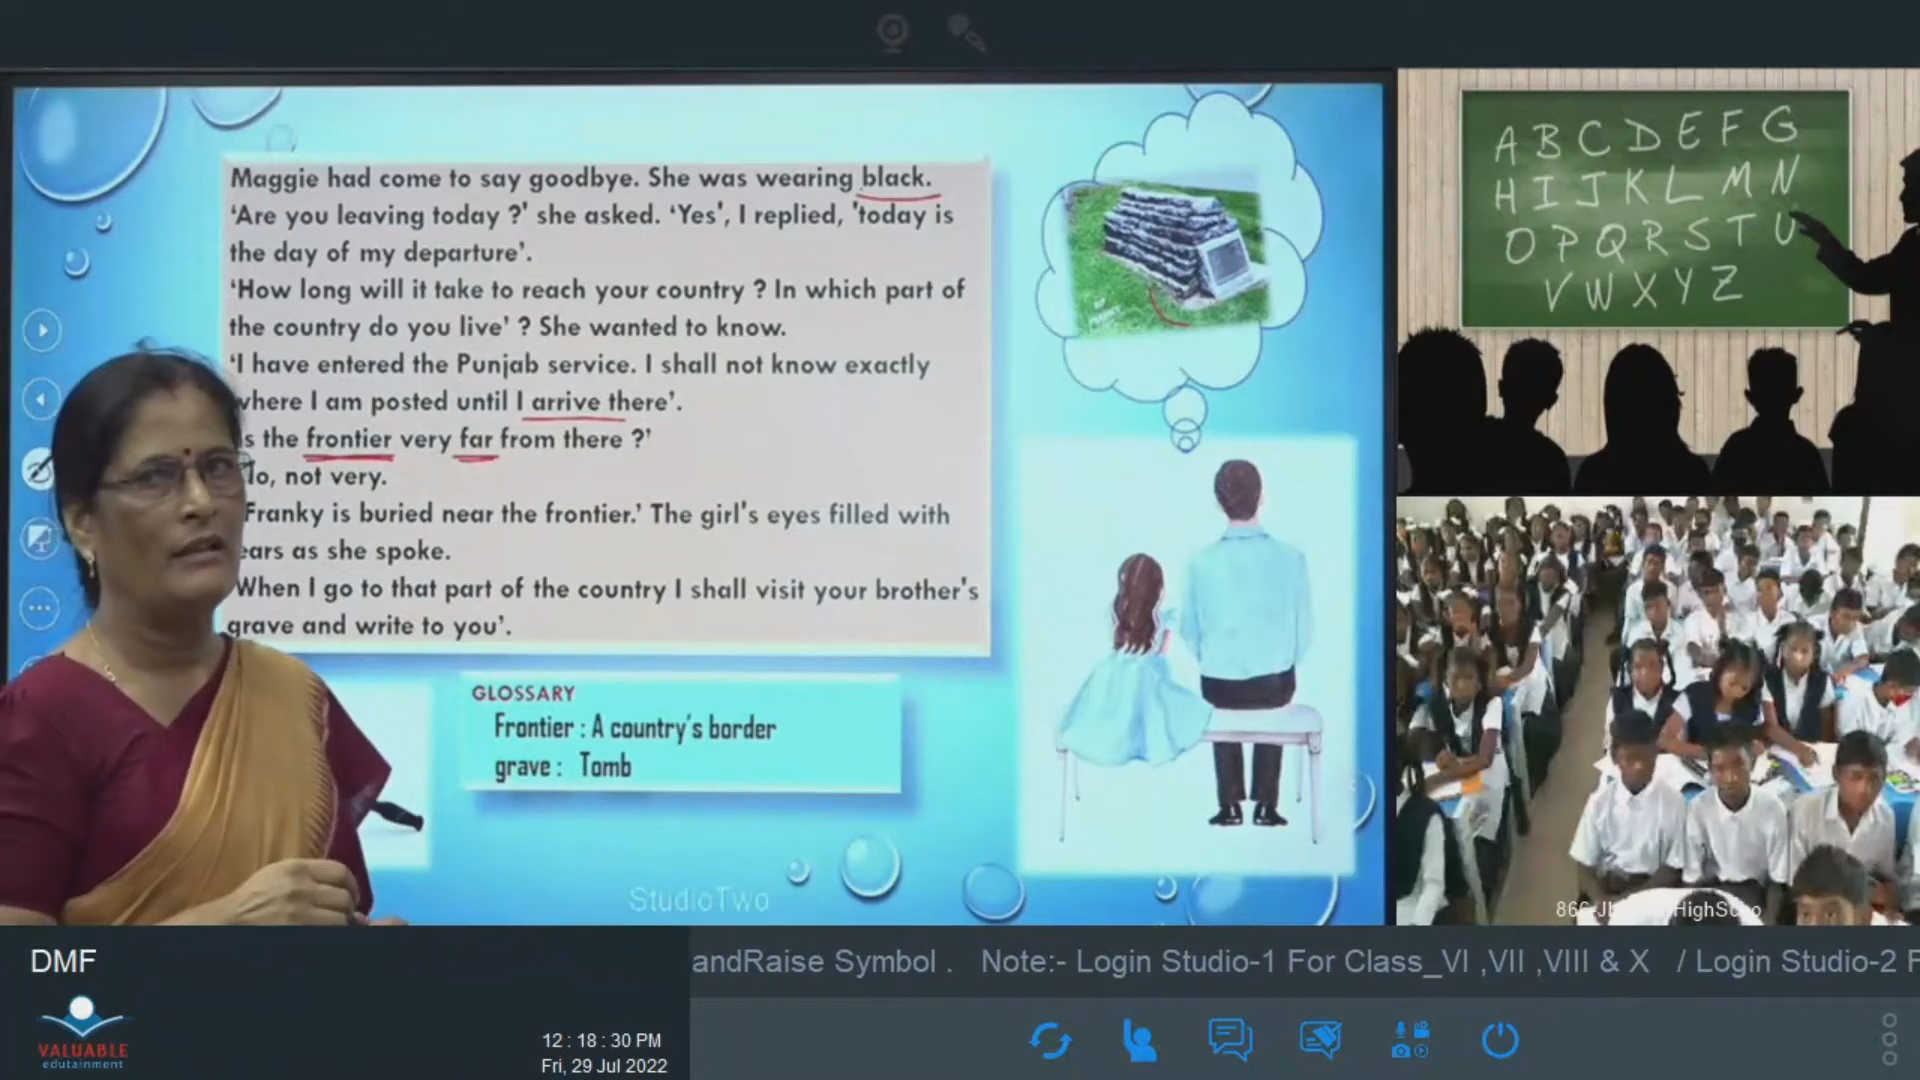 Maggie had come to say goodbye. She was wearing black.
'Are you leaving today ?' she asked. 'Yes', I replied, 'today is
the day of my departure'.
'How long will it take to reach your country ? In which part of
the country do you live' ? She wanted to know.
'I have entered the Punjab service. I shall not know exactly
where I am posted until I arrive there'.
the frontier very far from there ?'
not very.
Franky is buried near the frontier.' The girl's eyes filled with
as she spoke.
When I go to that part of the country I shall visit your brother's
grave and write to you'.
GLOSSARY
Frontier : A country's border
grave : Tomb
StudioTwo
A B C D E F G
H I J K L M N
O P Q R S T U
V W X Y Z
DMF
andRaise Symbol . Note:- Login Studio-1 For Class_VI ,VII ,VIII & X / Login Studio-2 F
VALUABLE
edutainment
12 : 18 : 30 PM
Fri, 29 Jul 2022